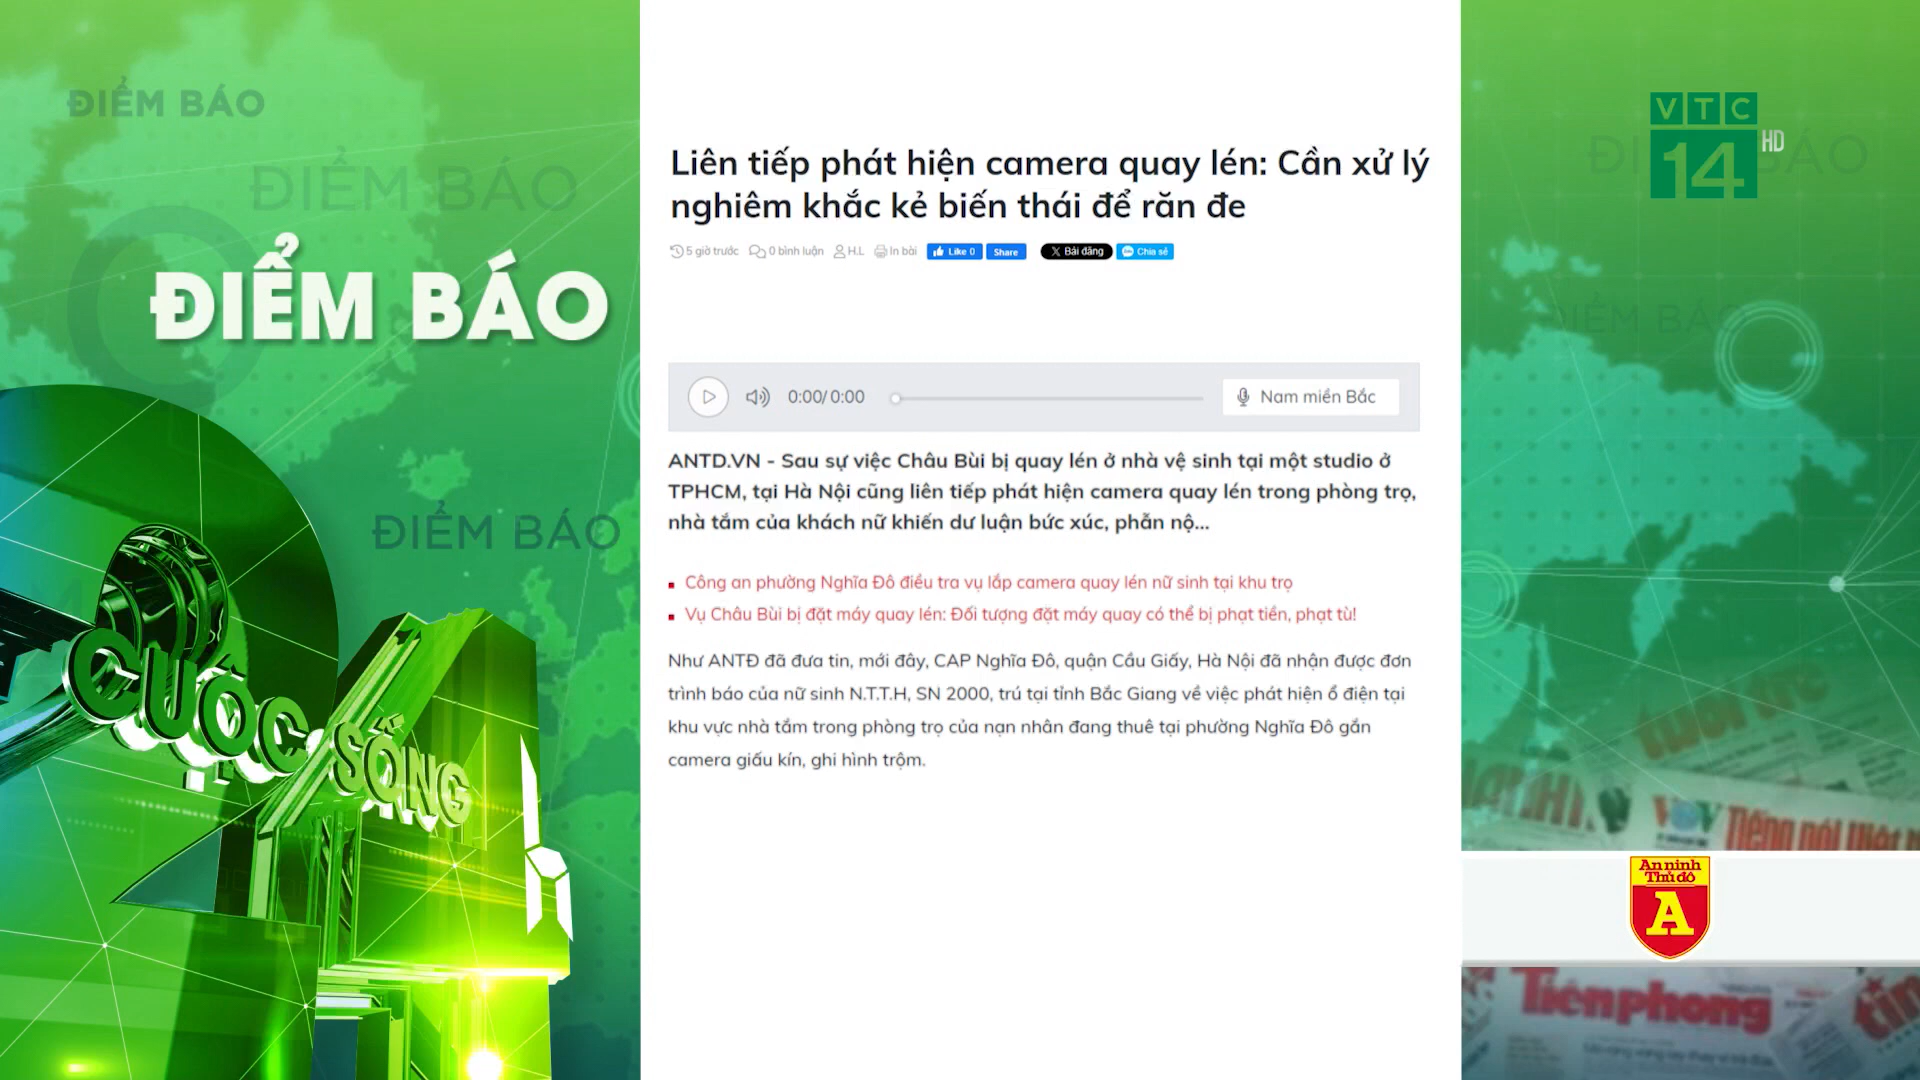 ĐIỂM BÁO
ĐIỂM BÁO
ĐIỂM BÁO
ĐIỂM BÁO
CUỘC SỐNG
24h
Liên tiếp phát hiện camera quay lén: Cần xử lý
nghiêm khắc kẻ biến thái để răn đe
5 giờ trước 0 bình luận H.L In bài Like 0 Share X Bài đăng Chia sẻ
0:00/ 0:00 Nam miền Bắc
ANTD.VN - Sau sự việc Châu Bùi bị quay lén ở nhà vệ sinh tại một studio ở
TPHCM, tại Hà Nội cũng liên tiếp phát hiện camera quay lén trong phòng trọ,
nhà tắm của khách nữ khiến dư luận bức xúc, phẫn nộ...
Công an phường Nghĩa Đô điều tra vụ lắp camera quay lén nữ sinh tại khu trọ
Vụ Châu Bùi bị đặt máy quay lén: Đối tượng đặt máy quay có thể bị phạt tiền, phạt tù!
Như ANTĐ đã đưa tin, mới đây, CAP Nghĩa Đô, quận Cầu Giấy, Hà Nội đã nhận được đơn
trình báo của nữ sinh N.T.T.H, SN 2000, trú tại tỉnh Bắc Giang về việc phát hiện ổ điện tại
khu vực nhà tắm trong phòng trọ của nạn nhân đang thuê tại phường Nghĩa Đô gắn
camera giấu kín, ghi hình trộm.
VTC
14 HD
ĐIỂM BÁO
ĐIỂM BÁO
VOV Tiếng nói Việt
An ninh
Thủ đô
A
Tiền phong